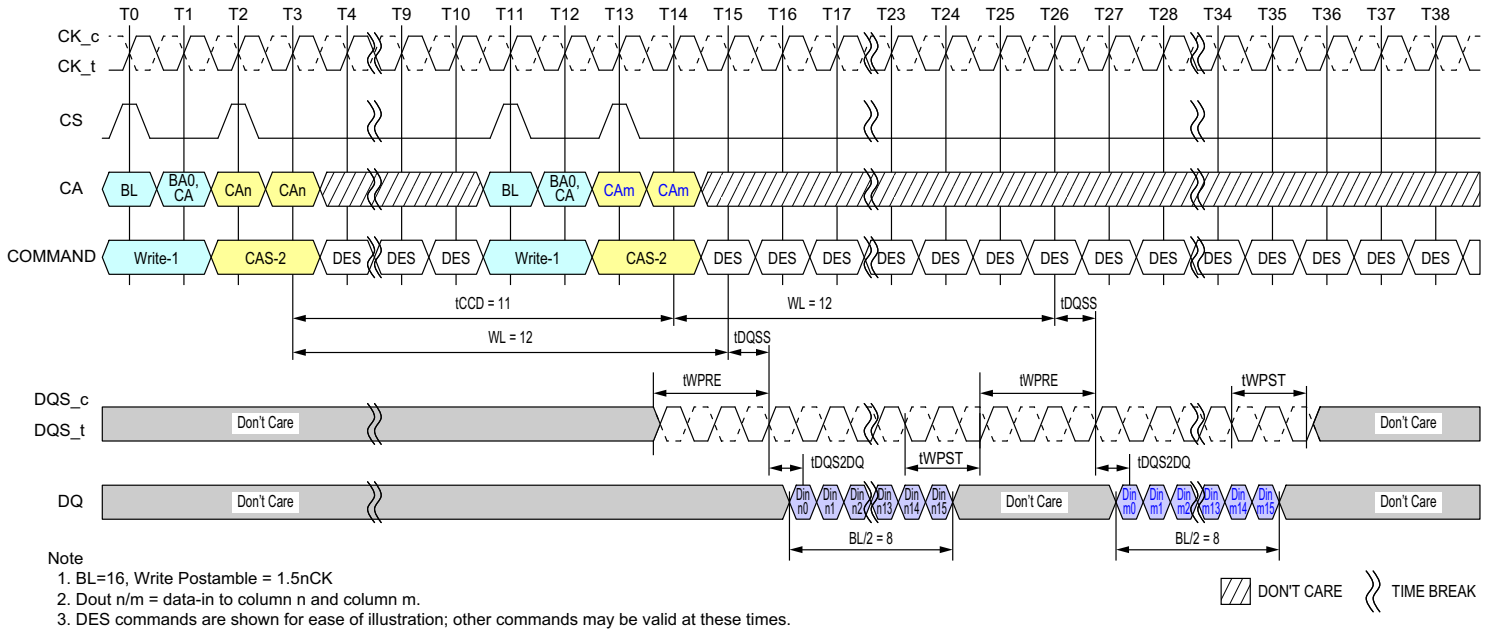 T0 T1 T2 T3 T4 T9 T10 T11 T12 T13 T14 T15 T16 T17 T23 T24 T25 T26 T27 T28 T34 T35 T36 T37 T38
CK_c
CK_t
CS
CA BL BA0, CA CAn CAn BL BA0, CA CAm CAm
COMMAND Write-1 CAS-2 DES DES DES Write-1 CAS-2 DES DES DES DES DES DES DES DES DES DES DES DES DES DES
tCCD = 11 WL = 12 tDQSS
WL = 12 tDQSS
tWPRE tWPRE tWPST
DQS_c
DQS_t
Don't Care Don't Care
tDQS2DQ tWPST tDQS2DQ
DQ Don't Care Din n0 Din n1 Din n2 Din n13 Din n14 Din n15 Don't Care Din m0 Din m1 Din m2 Din m13 Din m14 Din m15 Don't Care
BL/2 = 8 BL/2 = 8
Note
1. BL=16, Write Postamble = 1.5nCK
2. Dout n/m = data-in to column n and column m.
3. DES commands are shown for ease of illustration; other commands may be valid at these times.
DON'T CARE TIME BREAK